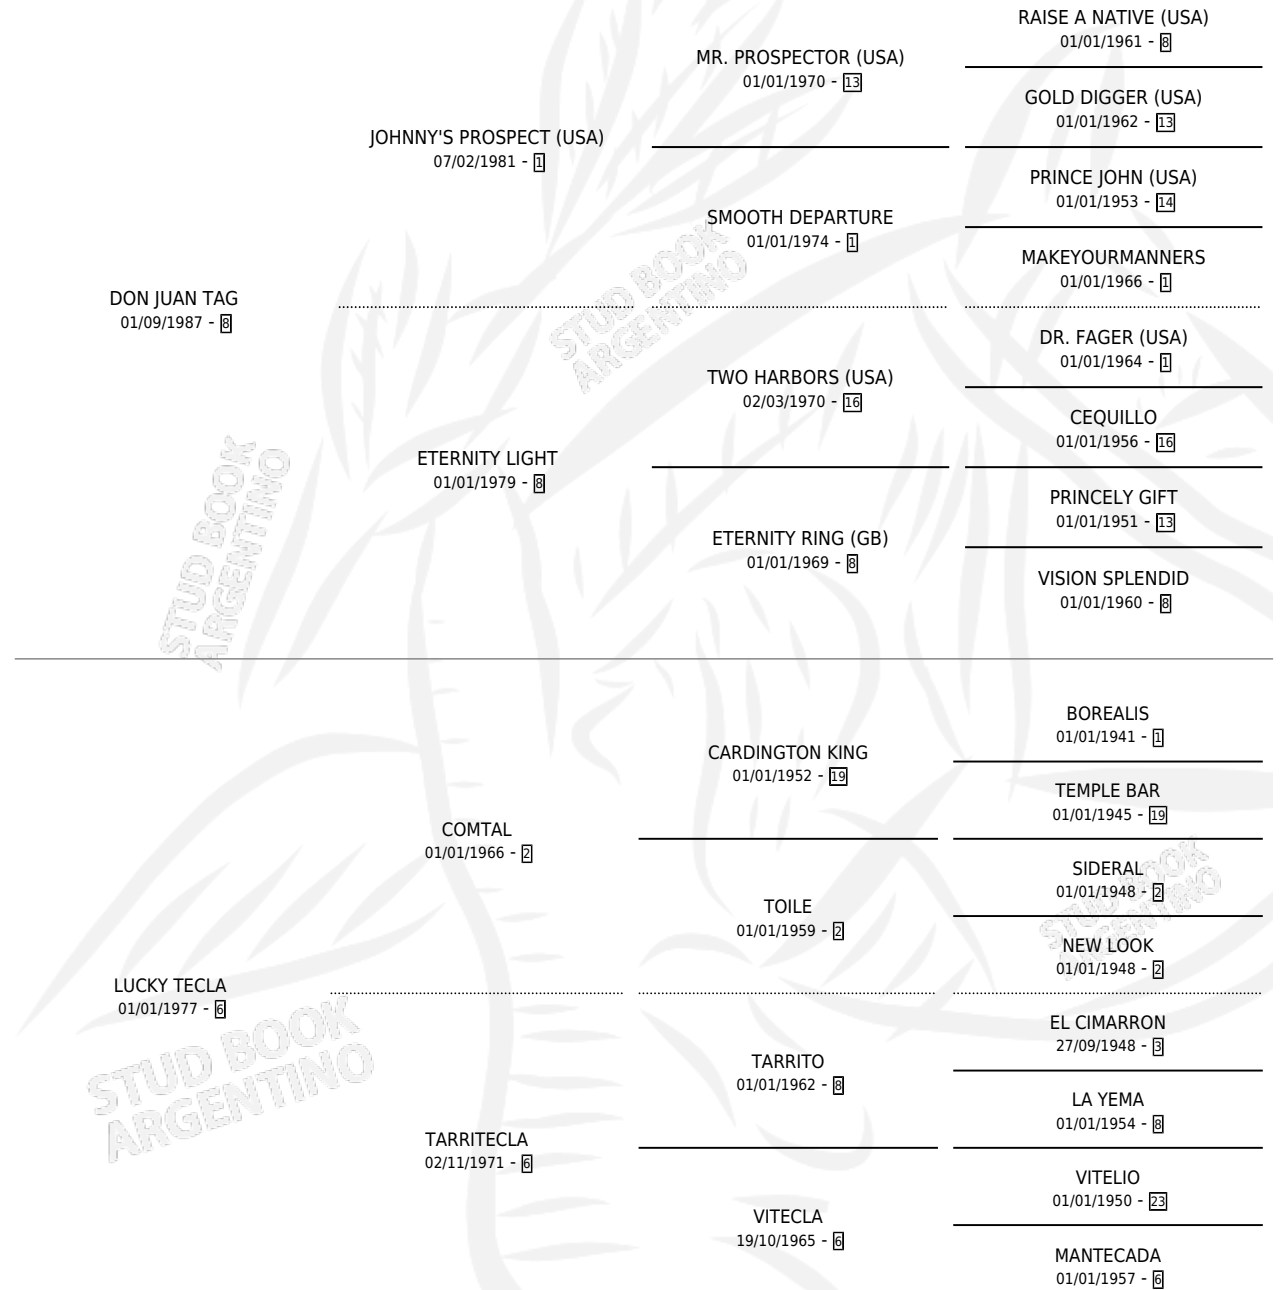 RAISE A NATIVE (USA)
01/01/1961 - 8
MR. PROSPECTOR (USA)
01/01/1970 - 13
GOLD DIGGER (USA)
01/01/1962 - 13
JOHNNY'S PROSPECT (USA)
07/02/1981 - 1
PRINCE JOHN (USA)
01/01/1953 - 14
SMOOTH DEPARTURE
01/01/1974 - 1
MAKEYOURMANNERS
01/01/1966 - 1
DON JUAN TAG
01/09/1987 - 8
DR. FAGER (USA)
01/01/1964 - 1
TWO HARBORS (USA)
02/03/1970 - 16
CEQUILLO
01/01/1956 - 16
ETERNITY LIGHT
01/01/1979 - 8
PRINCELY GIFT
01/01/1951 - 13
ETERNITY RING (GB)
01/01/1969 - 8
VISION SPLENDID
01/01/1960 - 8
BOREALIS
01/01/1941 - 1
CARDINGTON KING
01/01/1952 - 19
TEMPLE BAR
01/01/1945 - 19
COMTAL
01/01/1966 - 2
SIDERAL
01/01/1948 - 2
TOILE
01/01/1959 - 2
NEW LOOK
01/01/1948 - 2
LUCKY TECLA
01/01/1977 - 6
EL CIMARRON
27/09/1948 - 3
TARRITO
01/01/1962 - 8
LA YEMA
01/01/1954 - 8
TARRITECLA
02/11/1971 - 6
VITELIO
01/01/1950 - 23
VITECLA
19/10/1965 - 6
MANTECADA
01/01/1957 - 6
STUD BOOK
ARGENTINO
STUD BOOK
ARGENTINO
STUD BOOK
ARGENTINO
STUD BOOK
ARGENTINO